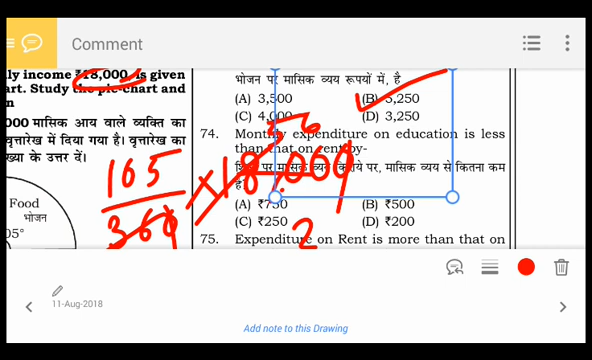 Comment
ly income ₹18,000, is given
art. Study the pie-chart and
n
000 मासिक आय वाले व्यक्ति का
वृत्तारेख में दिया गया है। वृत्तारेख का
ख्या के उत्तर दें।
Food
भोजन
05°
भोजन पर मासिक व्यय रूपयों में, है
(A) 3,500 (B) 5,250
(C) 4,000 (D) 3,250
74. Monthly expenditure on education is less
than that on rent by-
पर मासिक व्यय किराये पर, मासिक व्यय से कितना कम
है
(A) ₹750 (B) ₹500
(C) ₹250 (D) ₹200
75. Expenditure on Rent is more than that on
105
360
× 18,000
2
11-Aug-2018
Add note to this Drawing